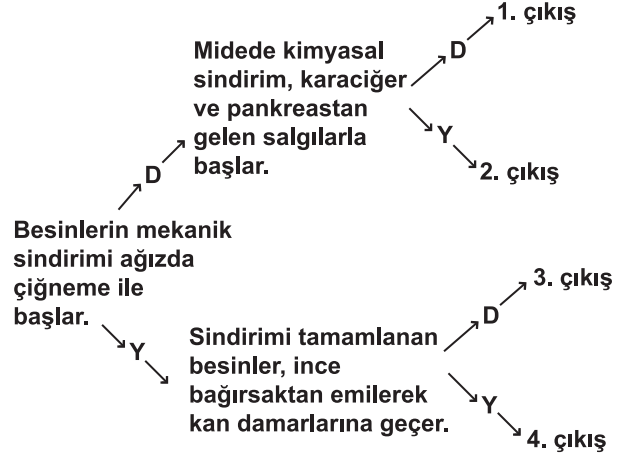 1. çıkış
Midede kimyasal
sindirim, karaciğer
ve pankreastan
gelen salgılarla
başlar.
D
Y
2. çıkış
D
Besinlerin mekanik
sindirimi ağızda
çiğneme ile
başlar.
Y
3. çıkış
Sindirimi tamamlanan
besinler, ince
bağırsaktan emilerek
kan damarlarına geçer.
D
Y
4. çıkış